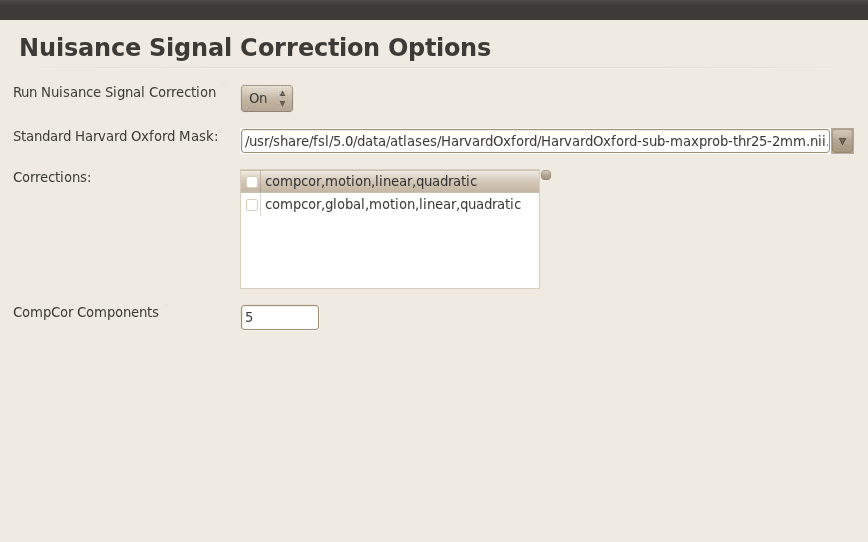 Nuisance Signal Correction Options
Run Nuisance Signal Correction On
Standard Harvard Oxford Mask: /usr/share/fsl/5.0/data/atlases/HarvardOxford/HarvardOxford-sub-maxprob-thr25-2mm.nii.
Corrections: compcor,motion,linear,quadratic
compcor,global,motion,linear,quadratic
CompCor Components 5